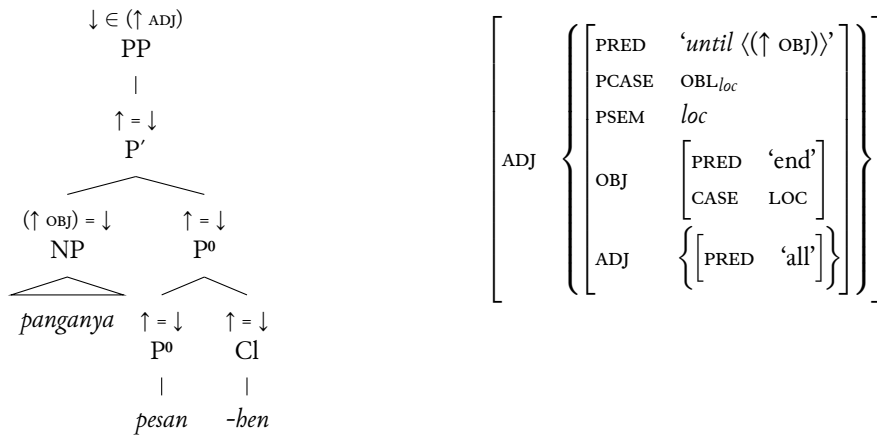 ↓ ∈ (↑ ADJ)
PP
↑ = ↓
P′
(↑ OBJ) = ↓ ↑ = ↓
NP P⁰
panganya ↑ = ↓ ↑ = ↓
P⁰ Cl
pesan -hen
PRED ‘until ⟨(↑ OBJ)⟩’
PCASE OBL_loc
PSEM loc
ADJ
OBJ [PRED ‘end’
CASE LOC]
ADJ {[PRED ‘all’]}